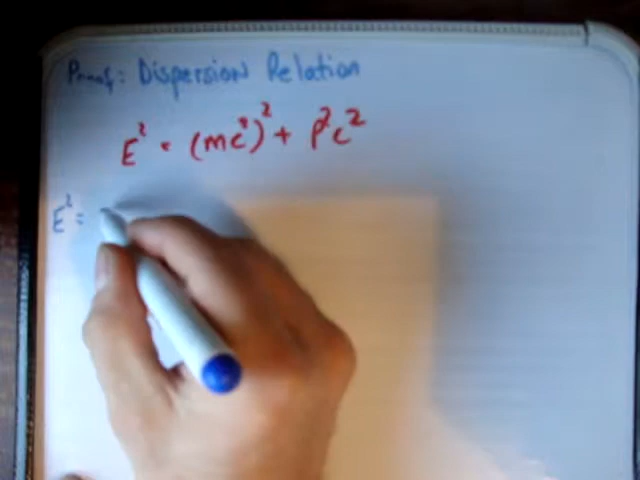 Proof: Dispersion Relation
E² = (mc²)² + p²c²
E² =